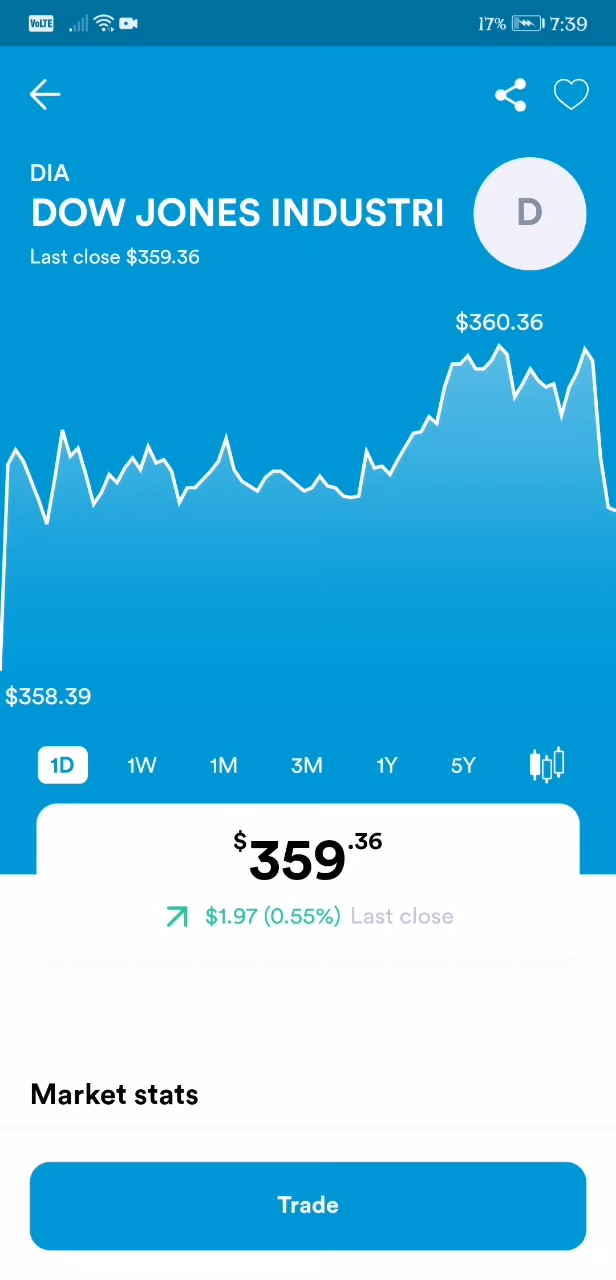 VoLTE 17% 7:39
DIA
DOW JONES INDUSTRI
D
Last close $359.36
$360.36
$358.39
1D 1W 1M 3M 1Y 5Y
$359.36
$1.97 (0.55%) Last close
Market stats
Trade